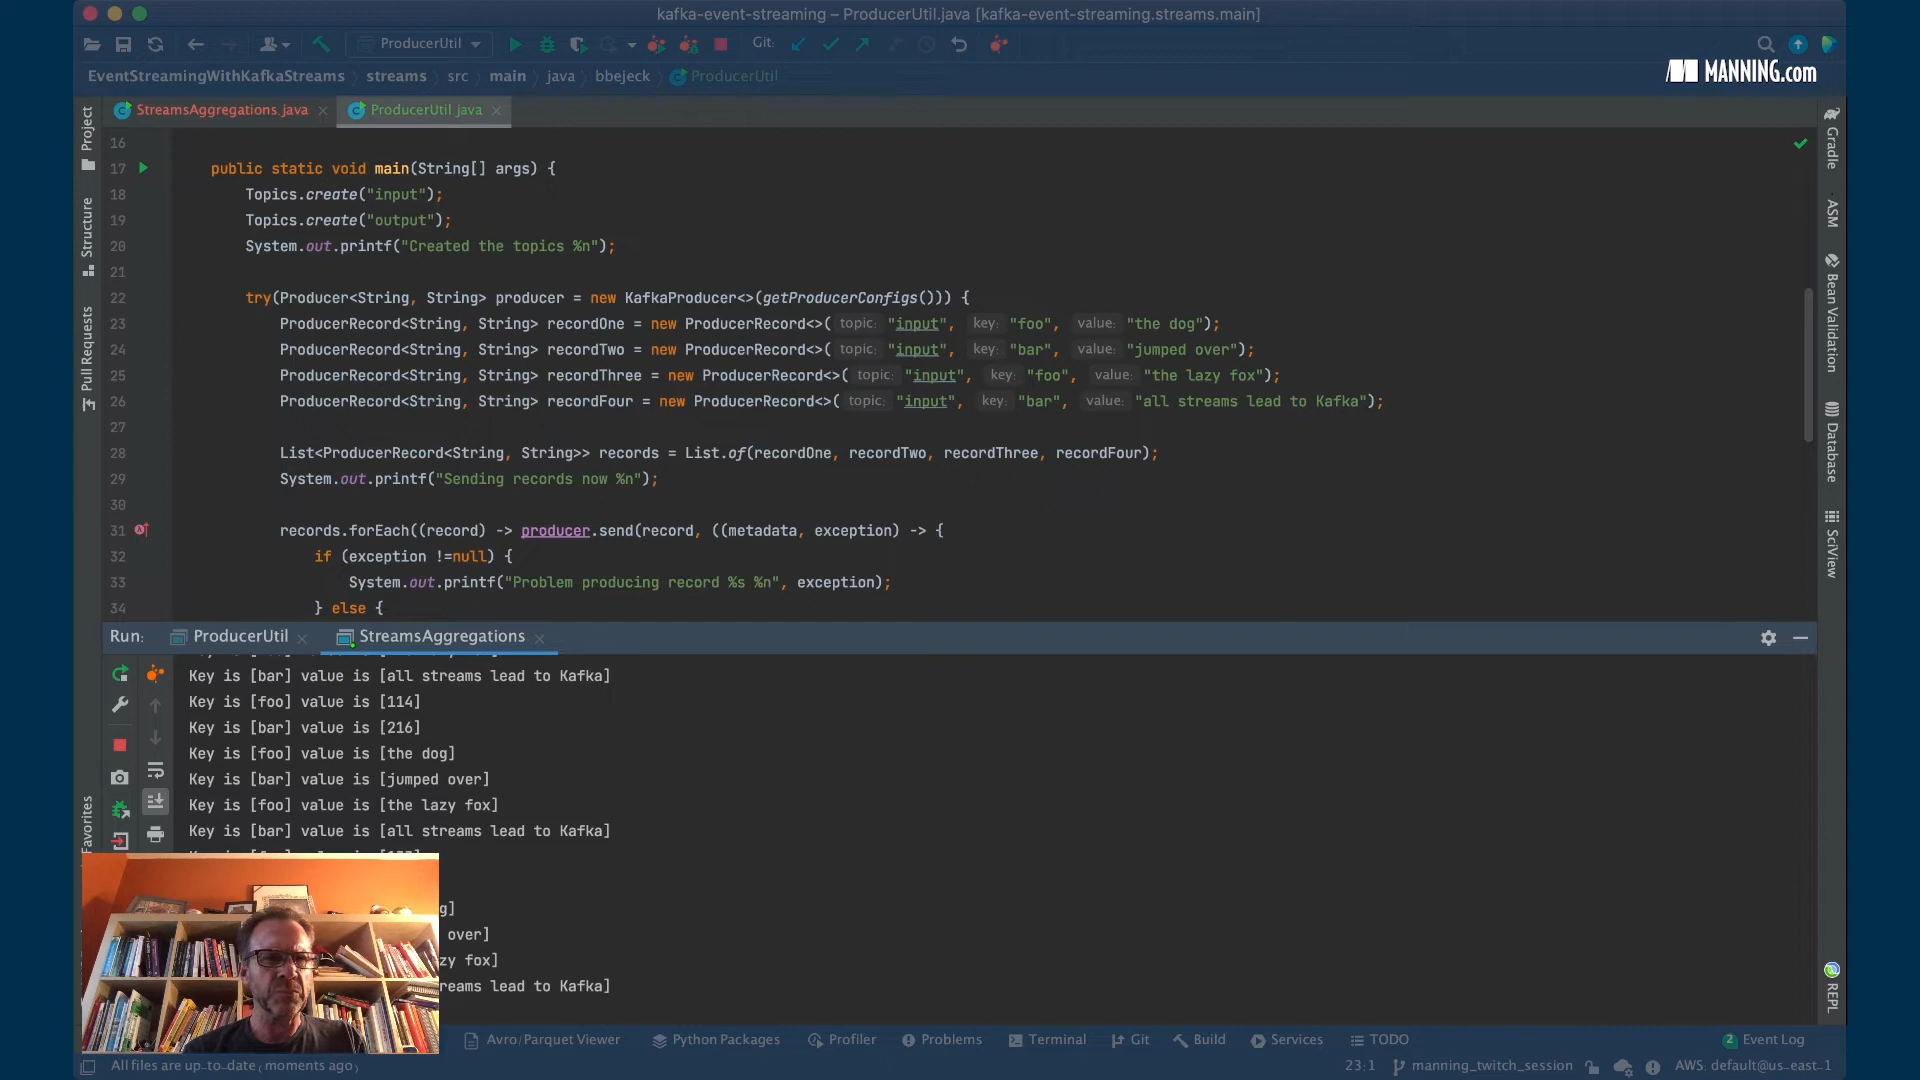 kafka-event-streaming – ProducerUtil.java [kafka-event-streaming.streams.main]
ProducerUtil
Git:
MANNING.com
EventStreamingWithKafkaStreams streams src main java bbejeck ProducerUtil
StreamsAggregations.java
ProducerUtil.java
Project
Structure
Pull Requests
Favorites
16
17 public static void main(String[] args) {
18 Topics.create("input");
19 Topics.create("output");
20 System.out.printf("Created the topics %n");
21
22 try(Producer<String, String> producer = new KafkaProducer<>(getProducerConfigs())) {
23 ProducerRecord<String, String> recordOne = new ProducerRecord<>( topic: "input", key: "foo", value: "the dog");
24 ProducerRecord<String, String> recordTwo = new ProducerRecord<>( topic: "input", key: "bar", value: "jumped over");
25 ProducerRecord<String, String> recordThree = new ProducerRecord<>( topic: "input", key: "foo", value: "the lazy fox");
26 ProducerRecord<String, String> recordFour = new ProducerRecord<>( topic: "input", key: "bar", value: "all streams lead to Kafka");
27
28 List<ProducerRecord<String, String>> records = List.of(recordOne, recordTwo, recordThree, recordFour);
29 System.out.printf("Sending records now %n");
30
31 records.forEach((record) -> producer.send(record, ((metadata, exception) -> {
32 if (exception !=null) {
33 System.out.printf("Problem producing record %s %n", exception);
34 } else {
Gradle
ASM
Bean Validation
Database
SciView
REPL
Run: ProducerUtil StreamsAggregations
Key is [bar] value is [all streams lead to Kafka]
Key is [foo] value is [114]
Key is [bar] value is [216]
Key is [foo] value is [the dog]
Key is [bar] value is [jumped over]
Key is [foo] value is [the lazy fox]
Key is [bar] value is [all streams lead to Kafka]
g]
over]
zy fox]
reams lead to Kafka]
Avro/Parquet Viewer Python Packages Profiler Problems Terminal Git Build Services TODO
2 Event Log
All files are up-to-date (moments ago)
23:1 manning_twitch_session AWS: default@us-east-1